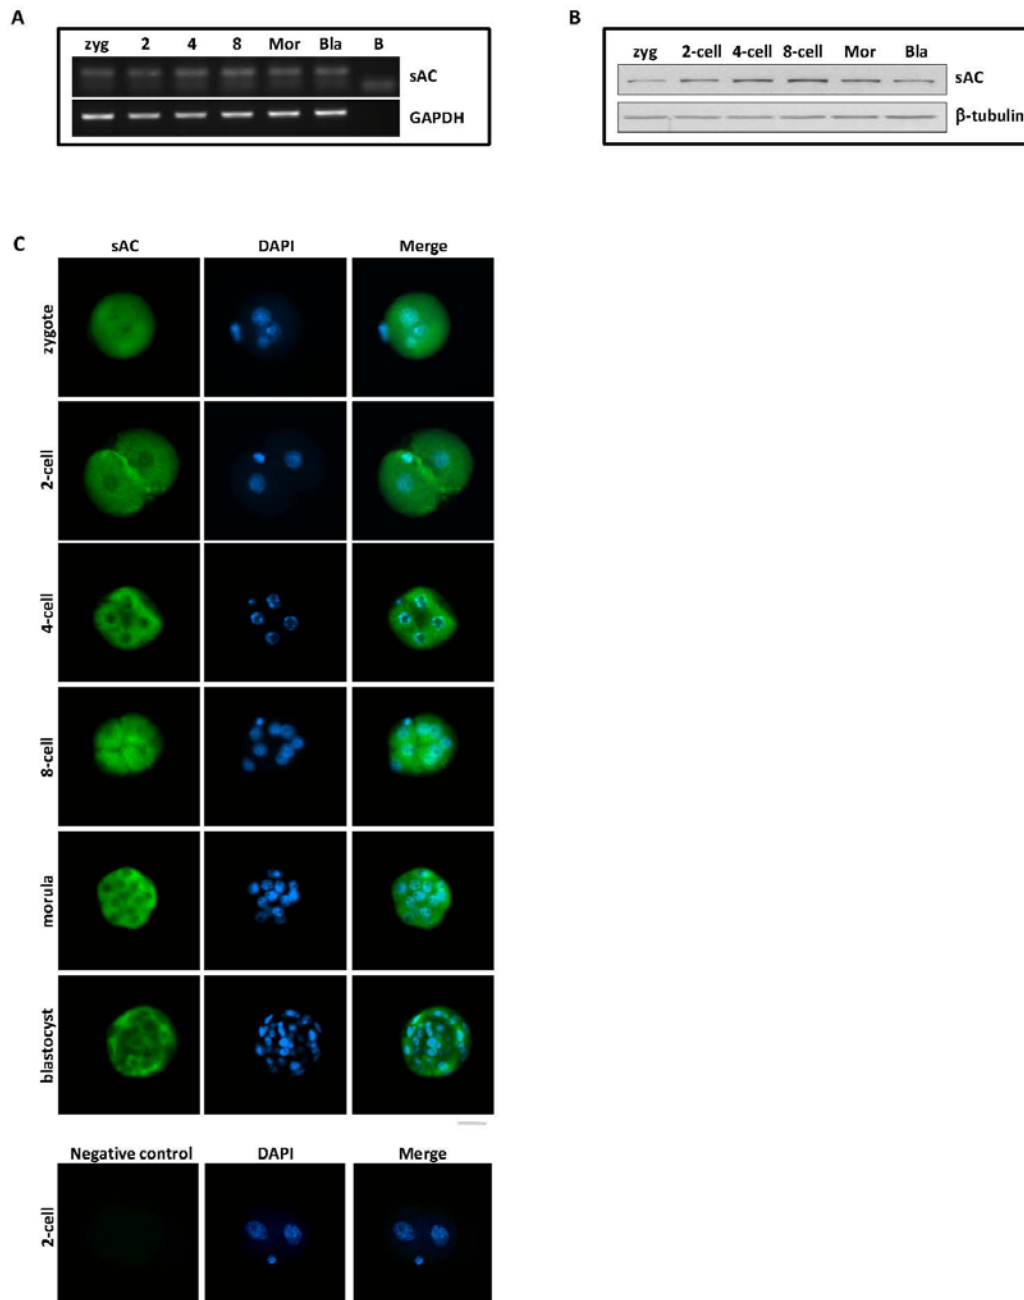 A
zyg 2 4 8 Mor Bla B
sAC
GAPDH
B
zyg 2-cell 4-cell 8-cell Mor Bla
sAC
β-tubulin
C
sAC DAPI Merge
zygote
2-cell
4-cell
8-cell
morula
blastocyst
Negative control DAPI Merge
2-cell